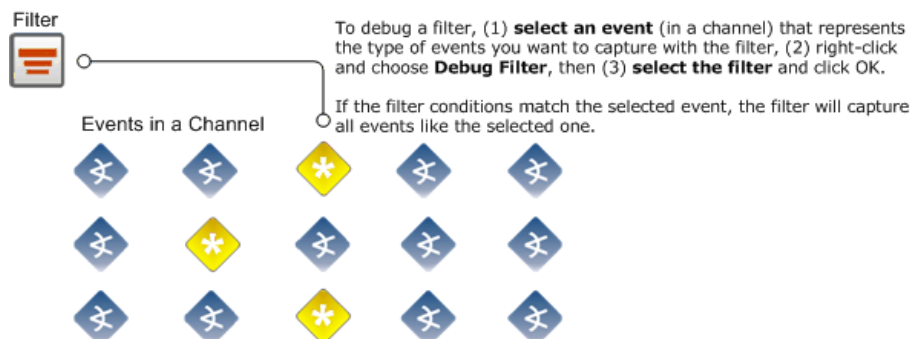 Filter
To debug a filter, (1) select an event (in a channel) that represents
the type of events you want to capture with the filter, (2) right-click
and choose Debug Filter, then (3) select the filter and click OK.
If the filter conditions match the selected event, the filter will capture
all events like the selected one.
Events in a Channel